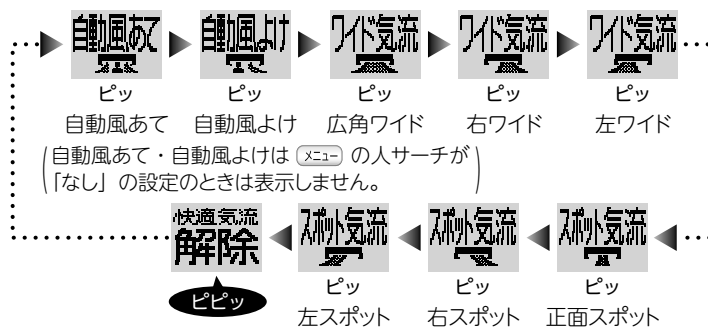 自動風あて 自動風よけ ワイド気流 ワイド気流 ワイド気流
ピッ ピッ ピッ ピッ ピッ
自動風あて 自動風よけ 広角ワイド 右ワイド 左ワイド
(自動風あて・自動風よけは メニュー の人サーチが
「なし」の設定のときは表示しません。)
快適気流
解除 スポット気流 スポット気流 スポット気流
ピピッ ピッ ピッ ピッ
左スポット 右スポット 正面スポット